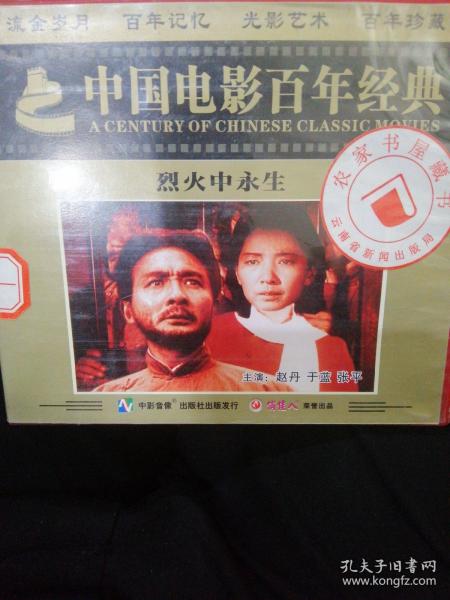 流金岁月 百年记忆 光影艺术 百年珍藏
中国电影百年经典
A CENTURY OF CHINESE CLASSIC MOVIES
烈火中永生
农家书屋藏书
云南省新闻出版局
主演：赵丹 于蓝 张平
中影音像® 出版社出版发行
俏佳人 荣誉出品
孔夫子旧书网
www.kongfz.com